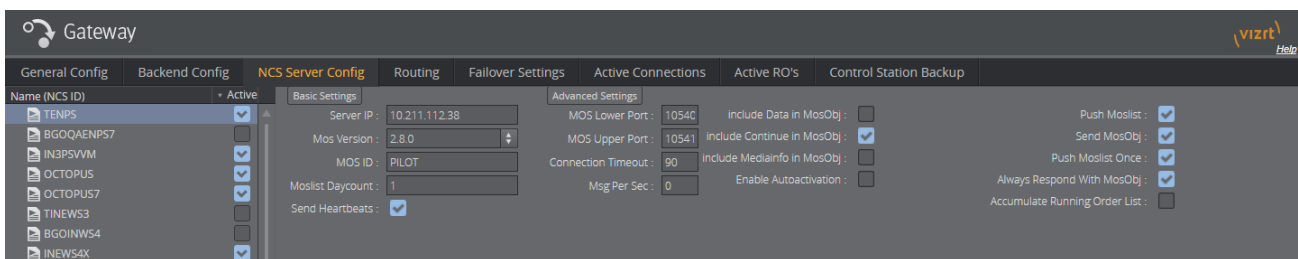 Gateway
vizrt
Help
General Config Backend Config NCS Server Config Routing Failover Settings Active Connections Active RO's Control Station Backup
Name (NCS ID) Active
TENPS
BGOQAENPS7
IN3PSVVM
OCTOPUS
OCTOPUS7
TINEWS3
BGOINWS4
INEWS4X
Basic Settings
Server IP : 10.211.112.38
Mos Version : 2.8.0
MOS ID : PILOT
Moslist Daycount : 1
Send Heartbeats :
Advanced Settings
MOS Lower Port : 10540
MOS Upper Port : 10541
Connection Timeout : 90
Msg Per Sec : 0
include Data in MosObj :
include Continue in MosObj :
include Mediainfo in MosObj :
Enable Autoactivation :
Push Moslist :
Send MosObj :
Push Moslist Once :
Always Respond With MosObj :
Accumulate Running Order List :